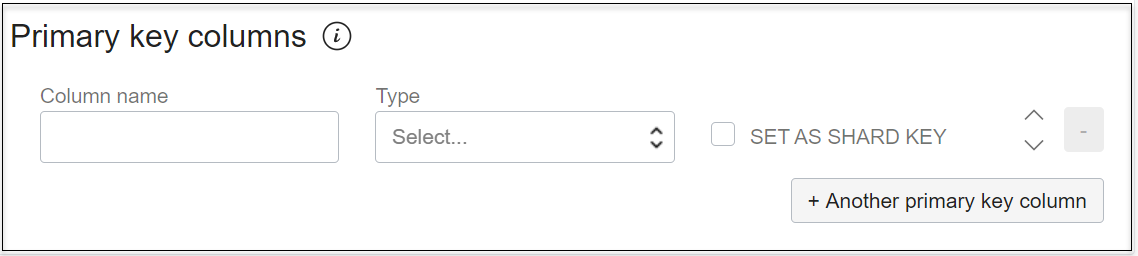 Primary key columns i
Column name Type
Select... SET AS SHARD KEY -
+ Another primary key column